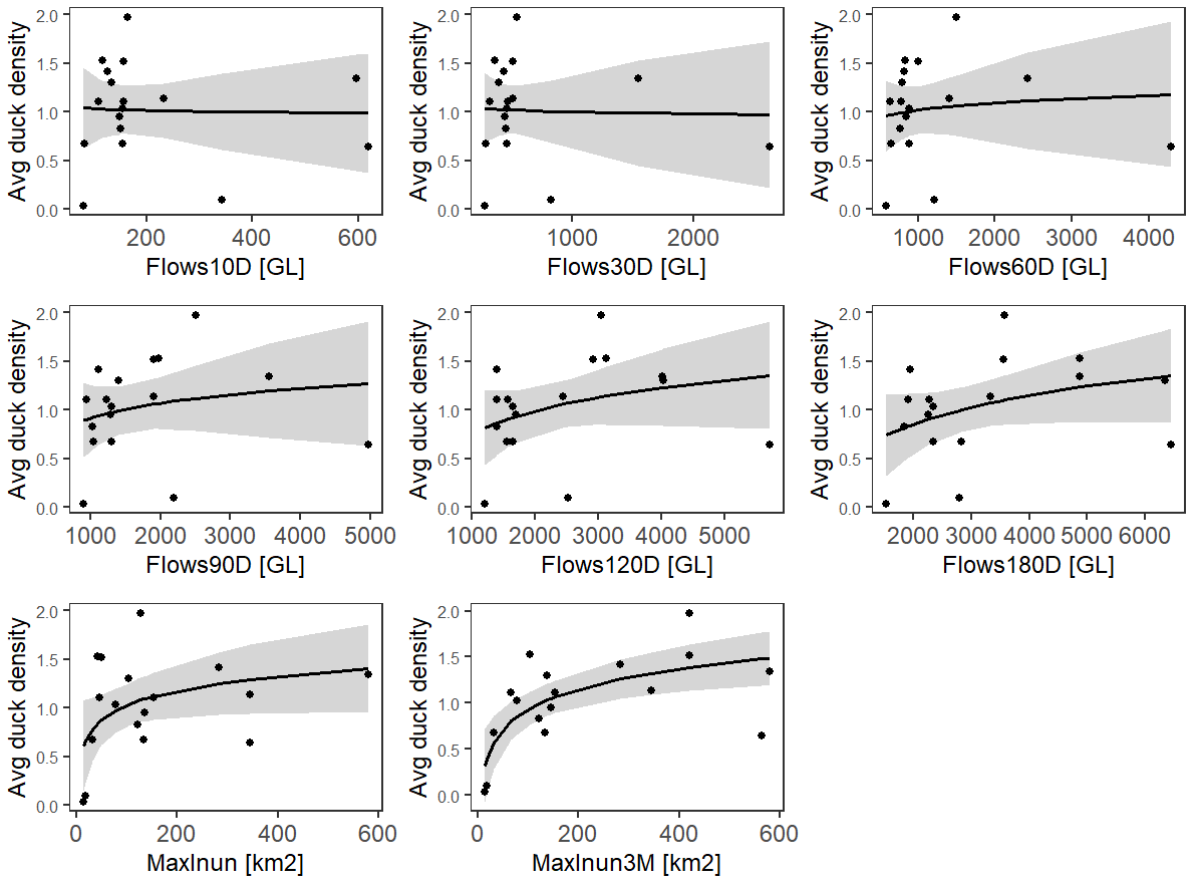 Avg duck density
2.0
1.5
1.0
0.5
0.0
200 400 600
Flows10D [GL]
Avg duck density
2.0
1.5
1.0
0.5
0.0
1000 2000
Flows30D [GL]
Avg duck density
2.0
1.5
1.0
0.5
0.0
1000 2000 3000 4000
Flows60D [GL]
Avg duck density
2.0
1.5
1.0
0.5
0.0
1000 2000 3000 4000 5000
Flows90D [GL]
Avg duck density
2.0
1.5
1.0
0.5
0.0
1000 2000 3000 4000 5000
Flows120D [GL]
Avg duck density
2.0
1.5
1.0
0.5
0.0
2000 3000 4000 5000 6000
Flows180D [GL]
Avg duck density
2.0
1.5
1.0
0.5
0.0
0 200 400 600
MaxInun [km2]
Avg duck density
2.0
1.5
1.0
0.5
0.0
0 200 400 600
MaxInun3M [km2]